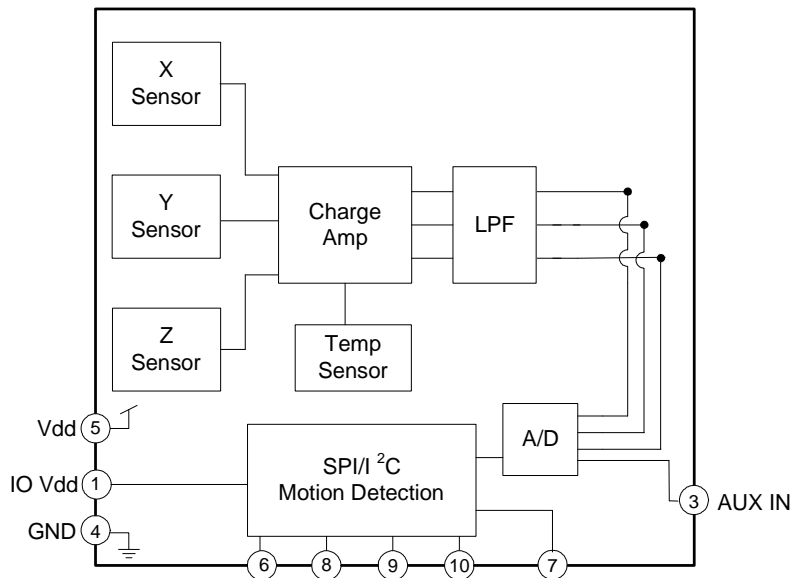 X
Sensor
Y
Sensor
Charge
Amp
LPF
Z
Sensor
Temp
Sensor
Vdd 5
A/D
SPI/I ²C
Motion Detection
IO Vdd 1
3 AUX IN
GND 4
6 8 9 10 7